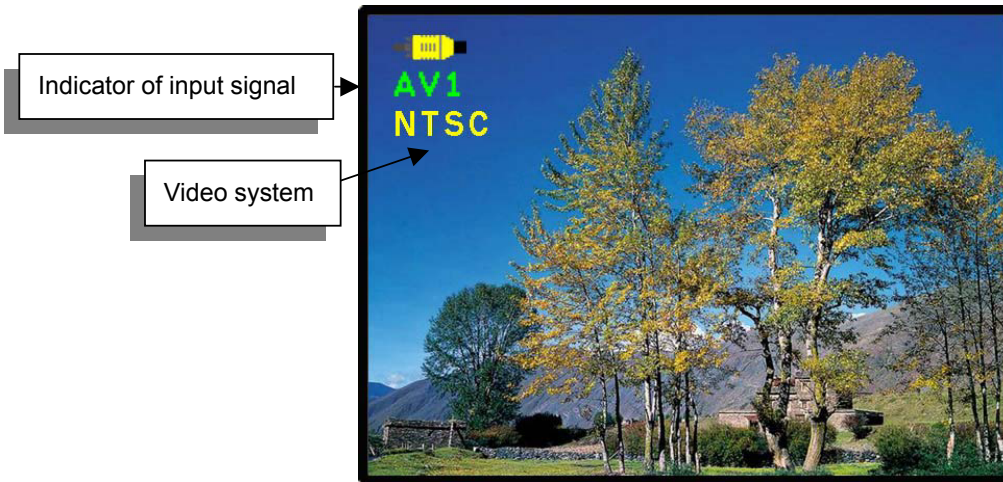 Indicator of input signal
AV1
NTSC
Video system